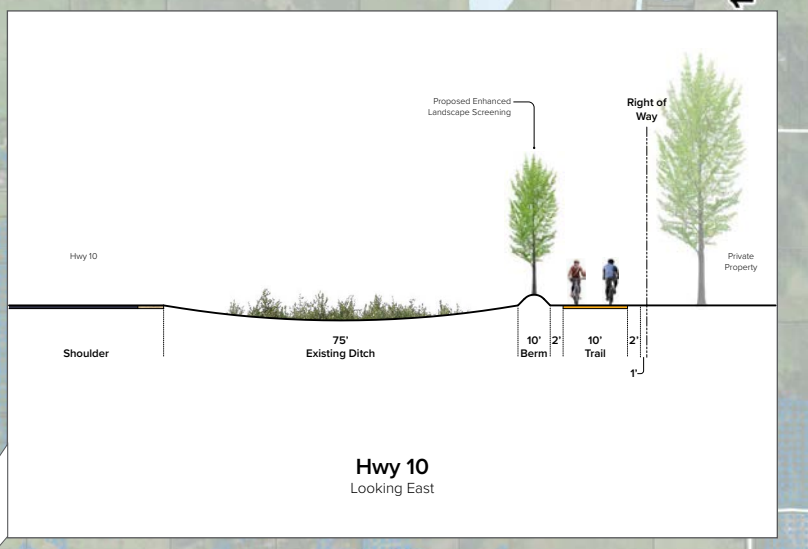 Proposed Enhanced
Landscape Screening
Right of
Way
Hwy 10
Private
Property
Shoulder
75'
Existing Ditch
10'
Berm
2'
10'
Trail
2'
1'
Hwy 10
Looking East